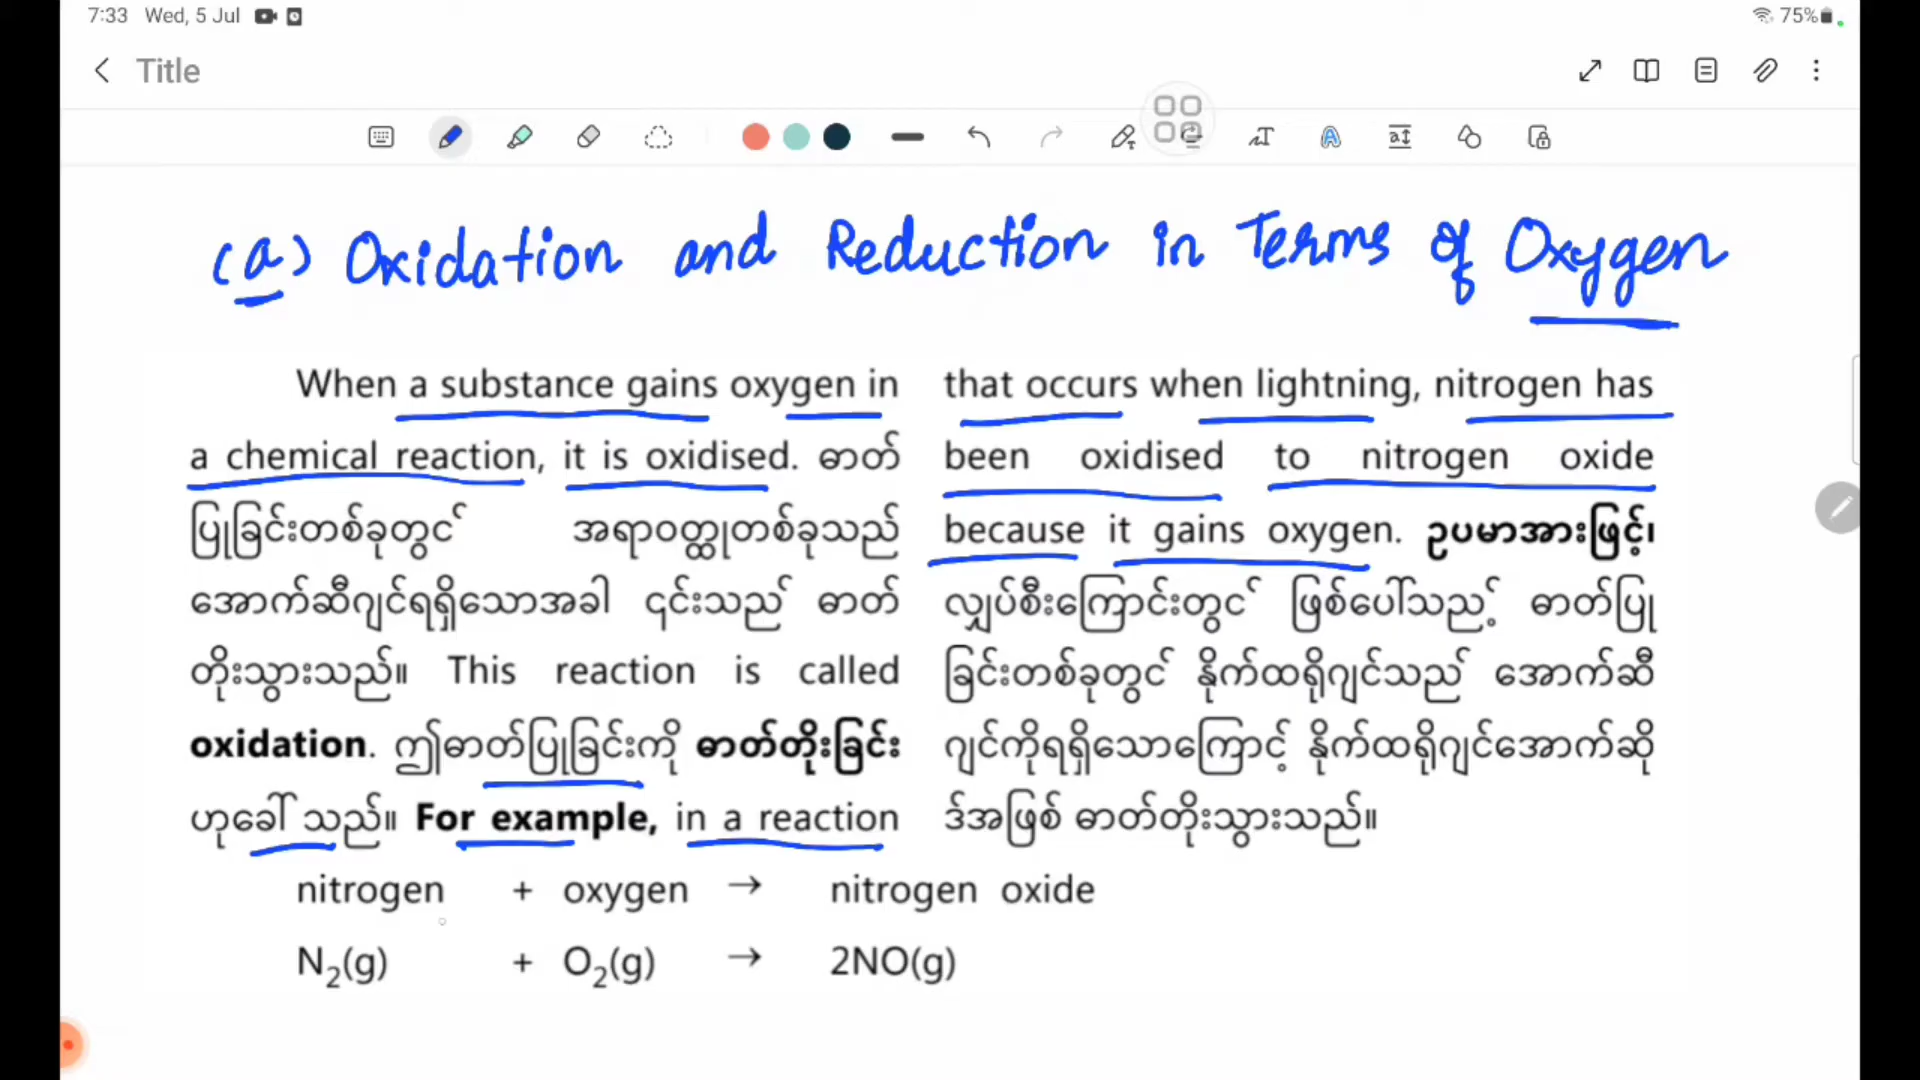 7:33 Wed, 5 Jul
75%
Title
(a) Oxidation and Reduction in Terms of Oxygen
When a substance gains oxygen in
a chemical reaction, it is oxidised. ဓာတ်
ပြုခြင်းတစ်ခုတွင် အရာဝတ္ထုတစ်ခုသည်
အောက်ဆီဂျင်ရရှိသောအခါ ၎င်းသည် ဓာတ်
တိုးသွားသည်။ This reaction is called
oxidation. ဤဓာတ်ပြုခြင်းကို ဓာတ်တိုးခြင်း
ဟုခေါ်သည်။ For example, in a reaction
that occurs when lightning, nitrogen has
been oxidised to nitrogen oxide
because it gains oxygen. ဥပမာအားဖြင့်၊
လျှပ်စီးကြောင်းတွင် ဖြစ်ပေါ်သည့် ဓာတ်ပြု
ခြင်းတစ်ခုတွင် နိုက်ထရိုဂျင်သည် အောက်ဆီ
ဂျင်ကိုရရှိသောကြောင့် နိုက်ထရိုဂျင်အောက်ဆို
ဒ်အဖြစ် ဓာတ်တိုးသွားသည်။
nitrogen + oxygen → nitrogen oxide
N₂(g) + O₂(g) → 2NO(g)